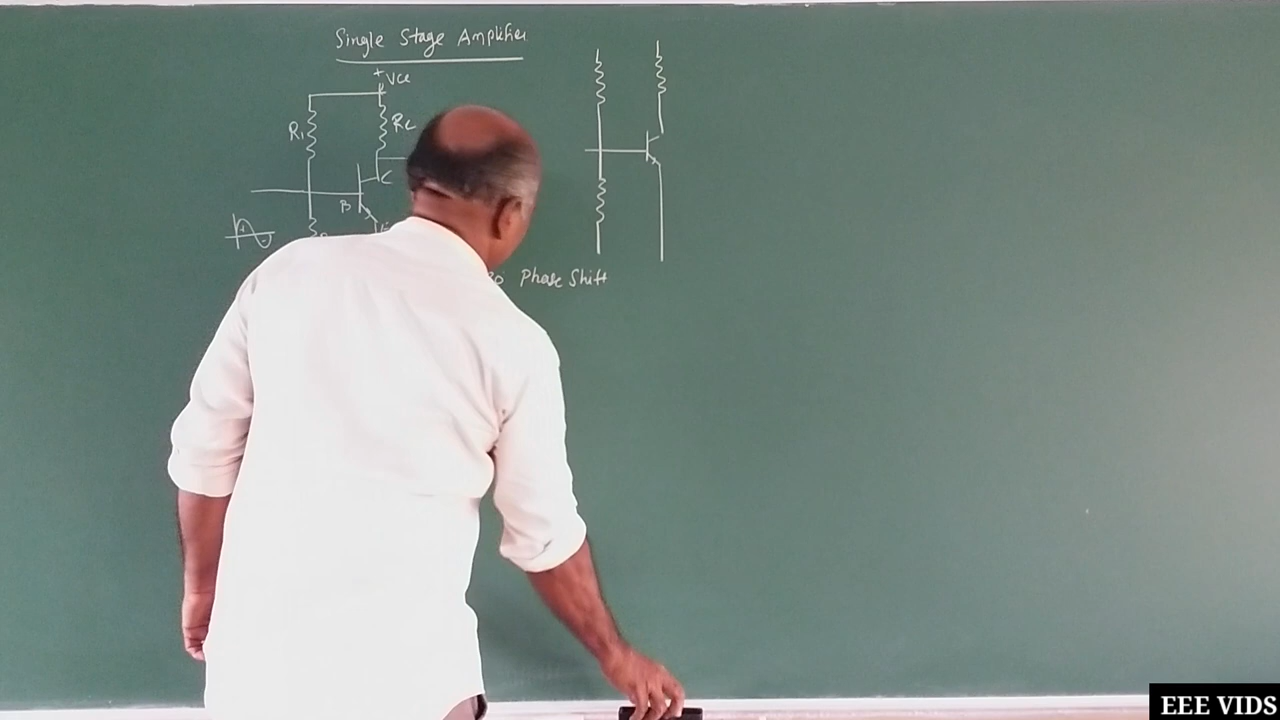 Single Stage Amplifier
+Vcc
R1
Rc
C
B
E
Phase Shift
EEE VIDS